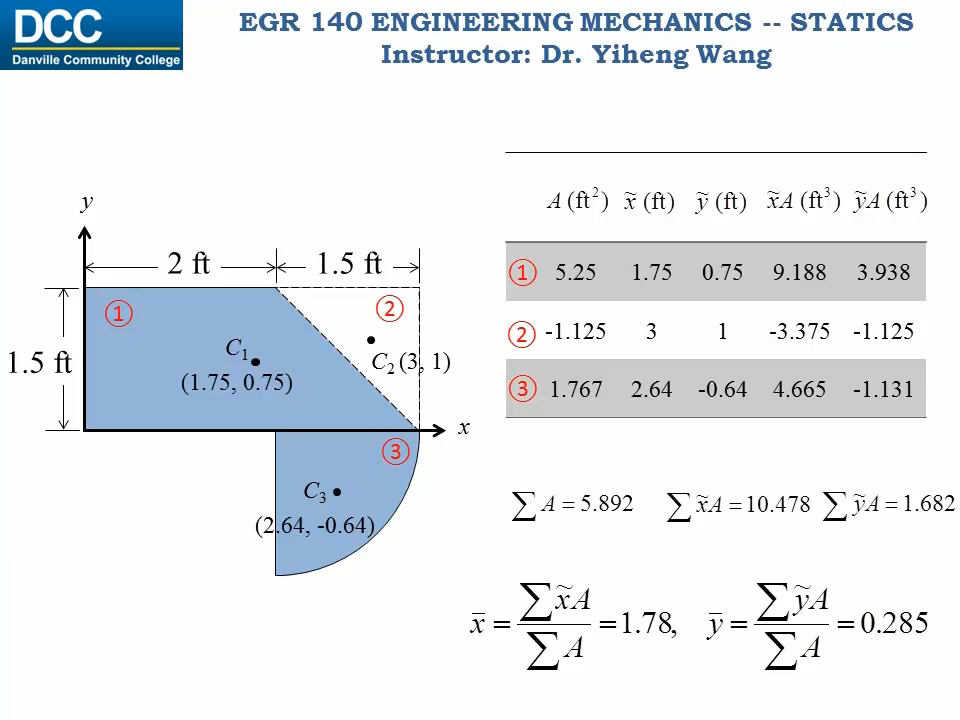 DCC
Danville Community College
EGR 140 ENGINEERING MECHANICS -- STATICS
Instructor: Dr. Yiheng Wang
y
2 ft
1.5 ft
①
②
C₁
(1.75, 0.75)
C₂ (3, 1)
1.5 ft
x
③
C₃
(2.64, -0.64)
A (ft²) x̃ (ft) ỹ (ft) x̃A (ft³) ỹA (ft³)
① 5.25 1.75 0.75 9.188 3.938
② -1.125 3 1 -3.375 -1.125
③ 1.767 2.64 -0.64 4.665 -1.131
∑ A = 5.892 ∑ x̃A = 10.478 ∑ ỹA = 1.682
x̄ = ∑ x̃A / ∑ A = 1.78, ȳ = ∑ ỹA / ∑ A = 0.285